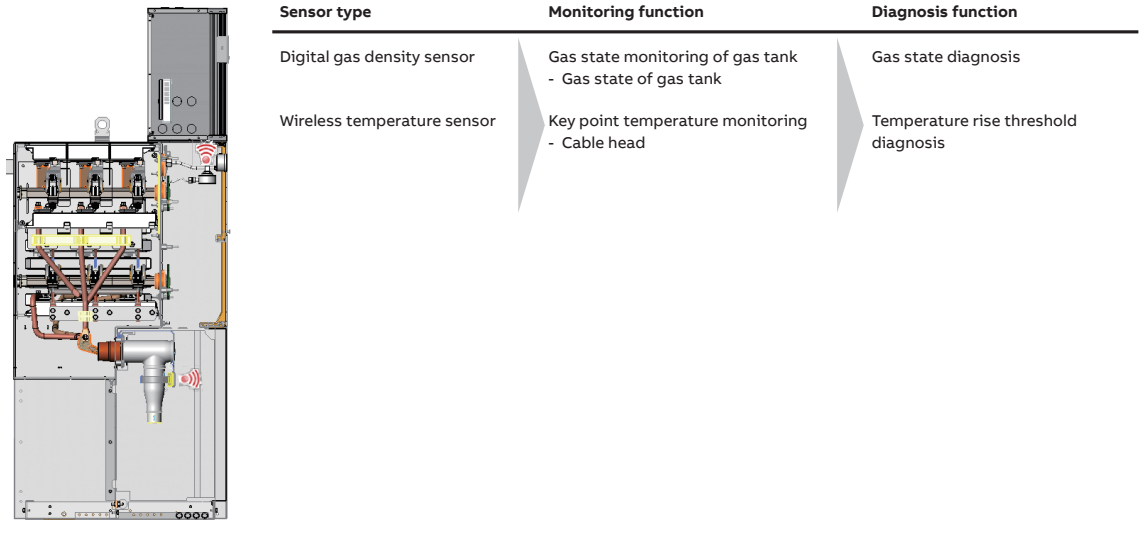 Sensor type Monitoring function Diagnosis function
Digital gas density sensor Gas state monitoring of gas tank Gas state diagnosis
- Gas state of gas tank
Wireless temperature sensor Key point temperature monitoring Temperature rise threshold
- Cable head diagnosis